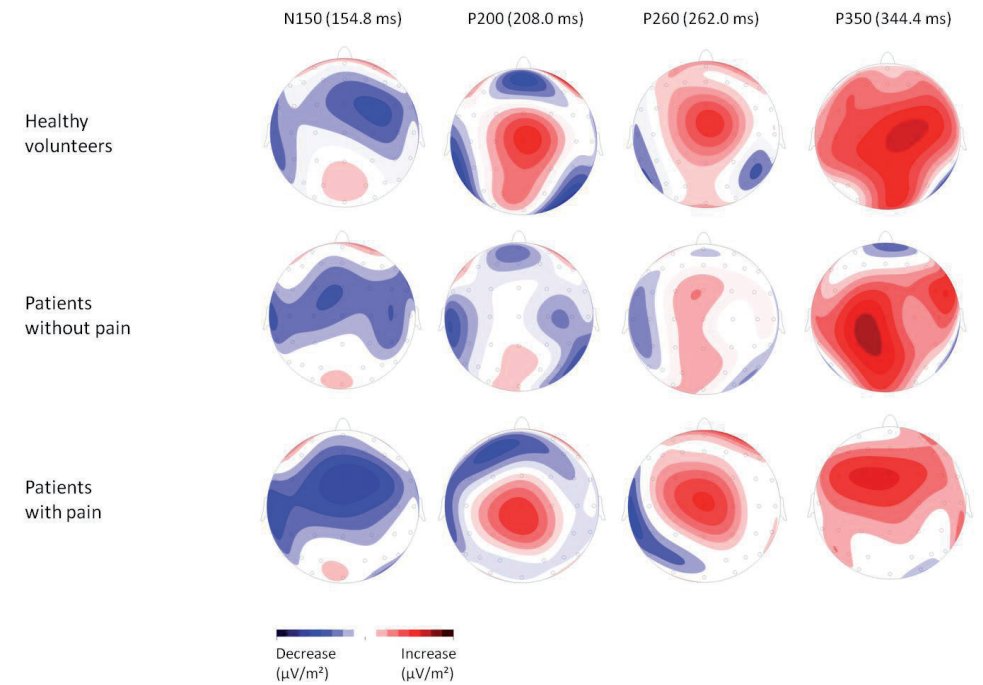 N150 (154.8 ms) P200 (208.0 ms) P260 (262.0 ms) P350 (344.4 ms)
Healthy
volunteers
Patients
without pain
Patients
with pain
Decrease Increase
(µV/m²) (µV/m²)